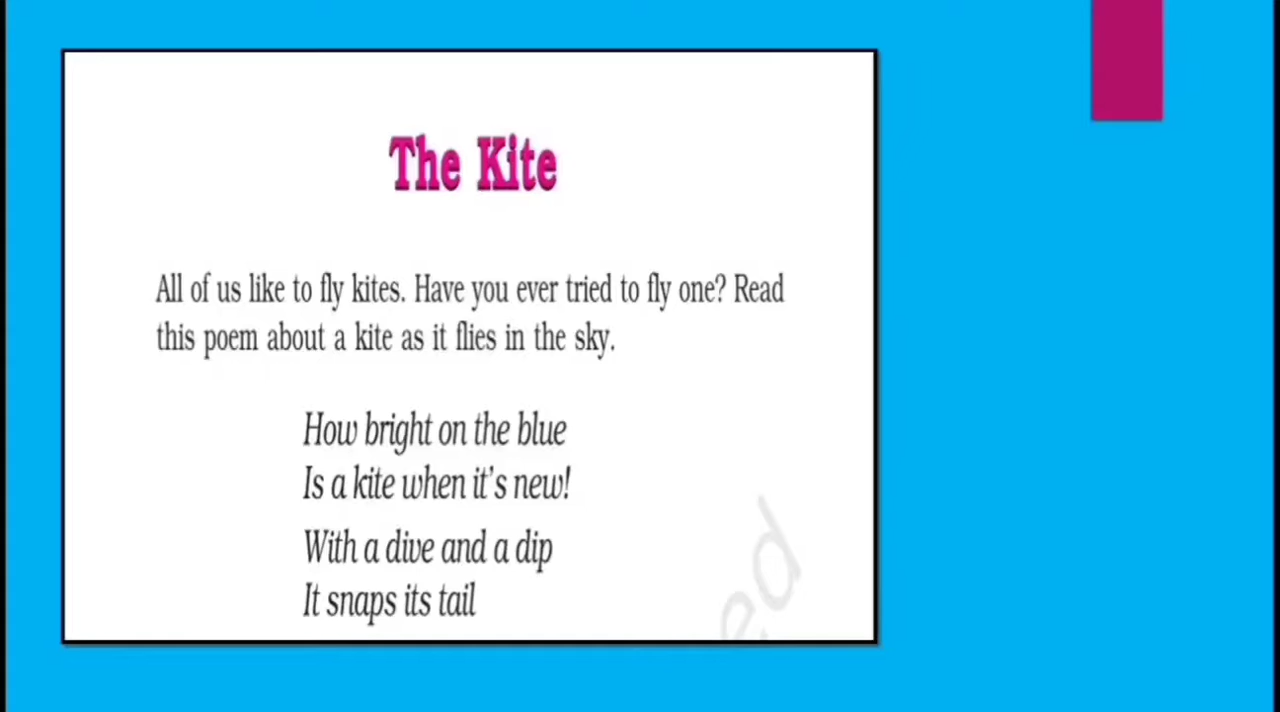 The Kite
All of us like to fly kites. Have you ever tried to fly one? Read
this poem about a kite as it flies in the sky.
How bright on the blue
Is a kite when it's new!
With a dive and a dip
It snaps its tail
ed